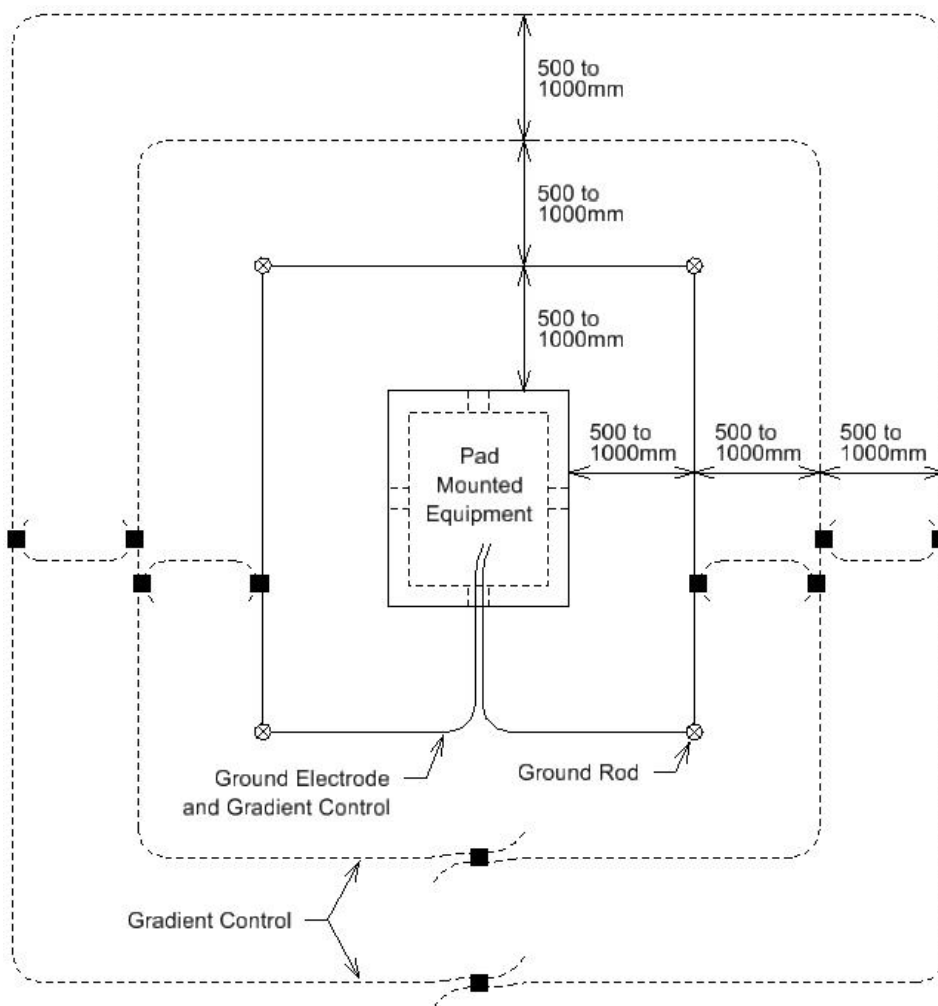 500 to
1000mm
500 to
1000mm
500 to
1000mm
500 to
1000mm
500 to
1000mm
500 to
1000mm
Pad
Mounted
Equipment
Ground Electrode
and Gradient Control
Ground Rod
Gradient Control